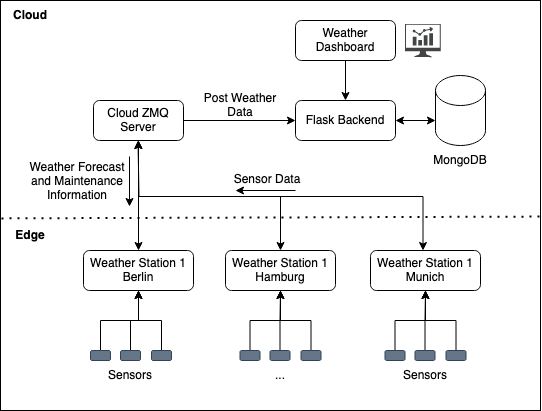 Cloud
Weather
Dashboard
Post Weather
Data
Cloud ZMQ
Server
Flask Backend
MongoDB
Weather Forecast
and Maintenance
Information
Sensor Data
Edge
Weather Station 1
Berlin
Weather Station 1
Hamburg
Weather Station 1
Munich
Sensors
...
Sensors